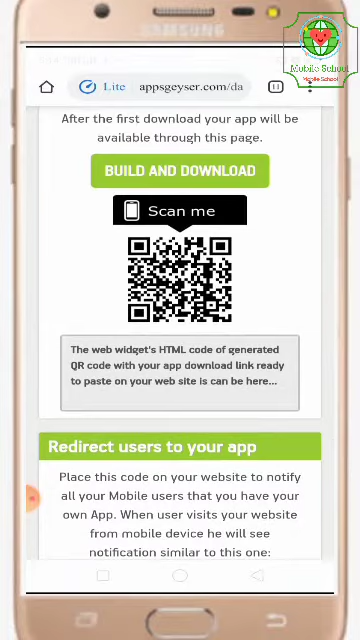 SAMSUNG
Mobile School
Mobile School
Lite
appsgeyser.com/da
After the first download your app will be
available through this page.
BUILD AND DOWNLOAD
Scan me
The web widget's HTML code of generated
QR code with your app download link ready
to paste on your web site is can be here...
Redirect users to your app
Place this code on your website to notify
all your Mobile users that you have your
own App. When user visits your website
from mobile device he will see
notification similar to this one: